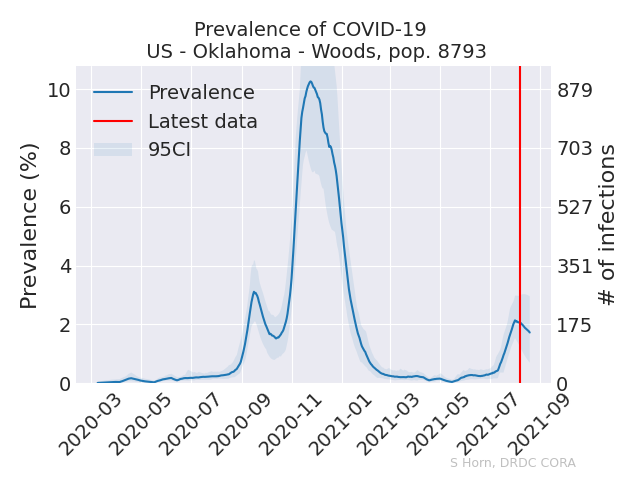 Prevalence of COVID-19
US - Oklahoma - Woods, pop. 8793
Prevalence
Latest data
95CI
Prevalence (%)
10
8
6
4
2
0
# of infections
879
703
527
351
175
0
2020-03
2020-05
2020-07
2020-09
2020-11
2021-01
2021-03
2021-05
2021-07
2021-09
S Horn, DRDC CORA